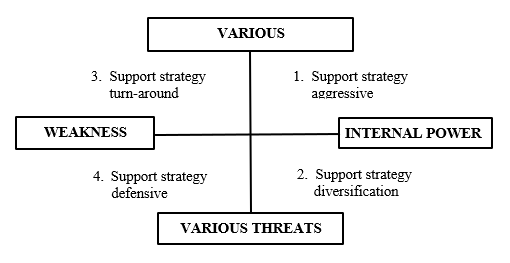 VARIOUS
3. Support strategy
turn-around
1. Support strategy
aggressive
WEAKNESS
INTERNAL POWER
4. Support strategy
defensive
2. Support strategy
diversification
VARIOUS THREATS